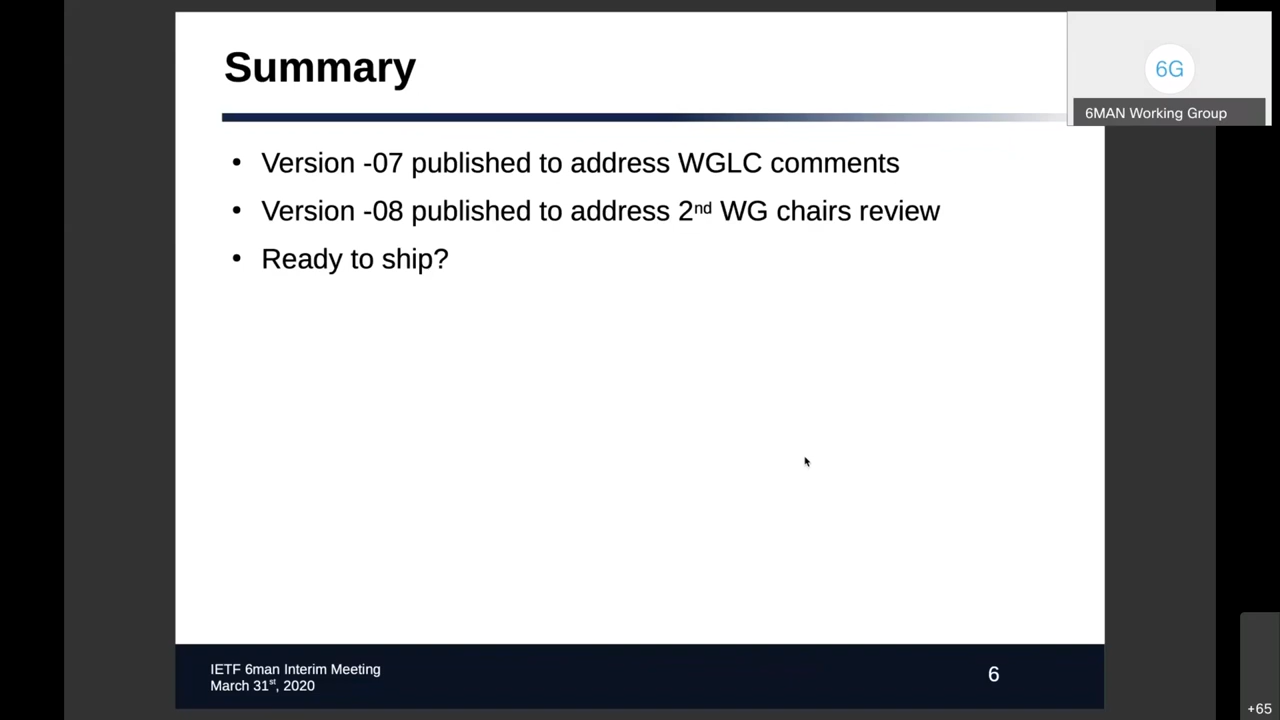 Summary
6G
6MAN Working Group
• Version -07 published to address WGLC comments
• Version -08 published to address 2nd WG chairs review
• Ready to ship?
IETF 6man Interim Meeting
March 31st, 2020
6
+65